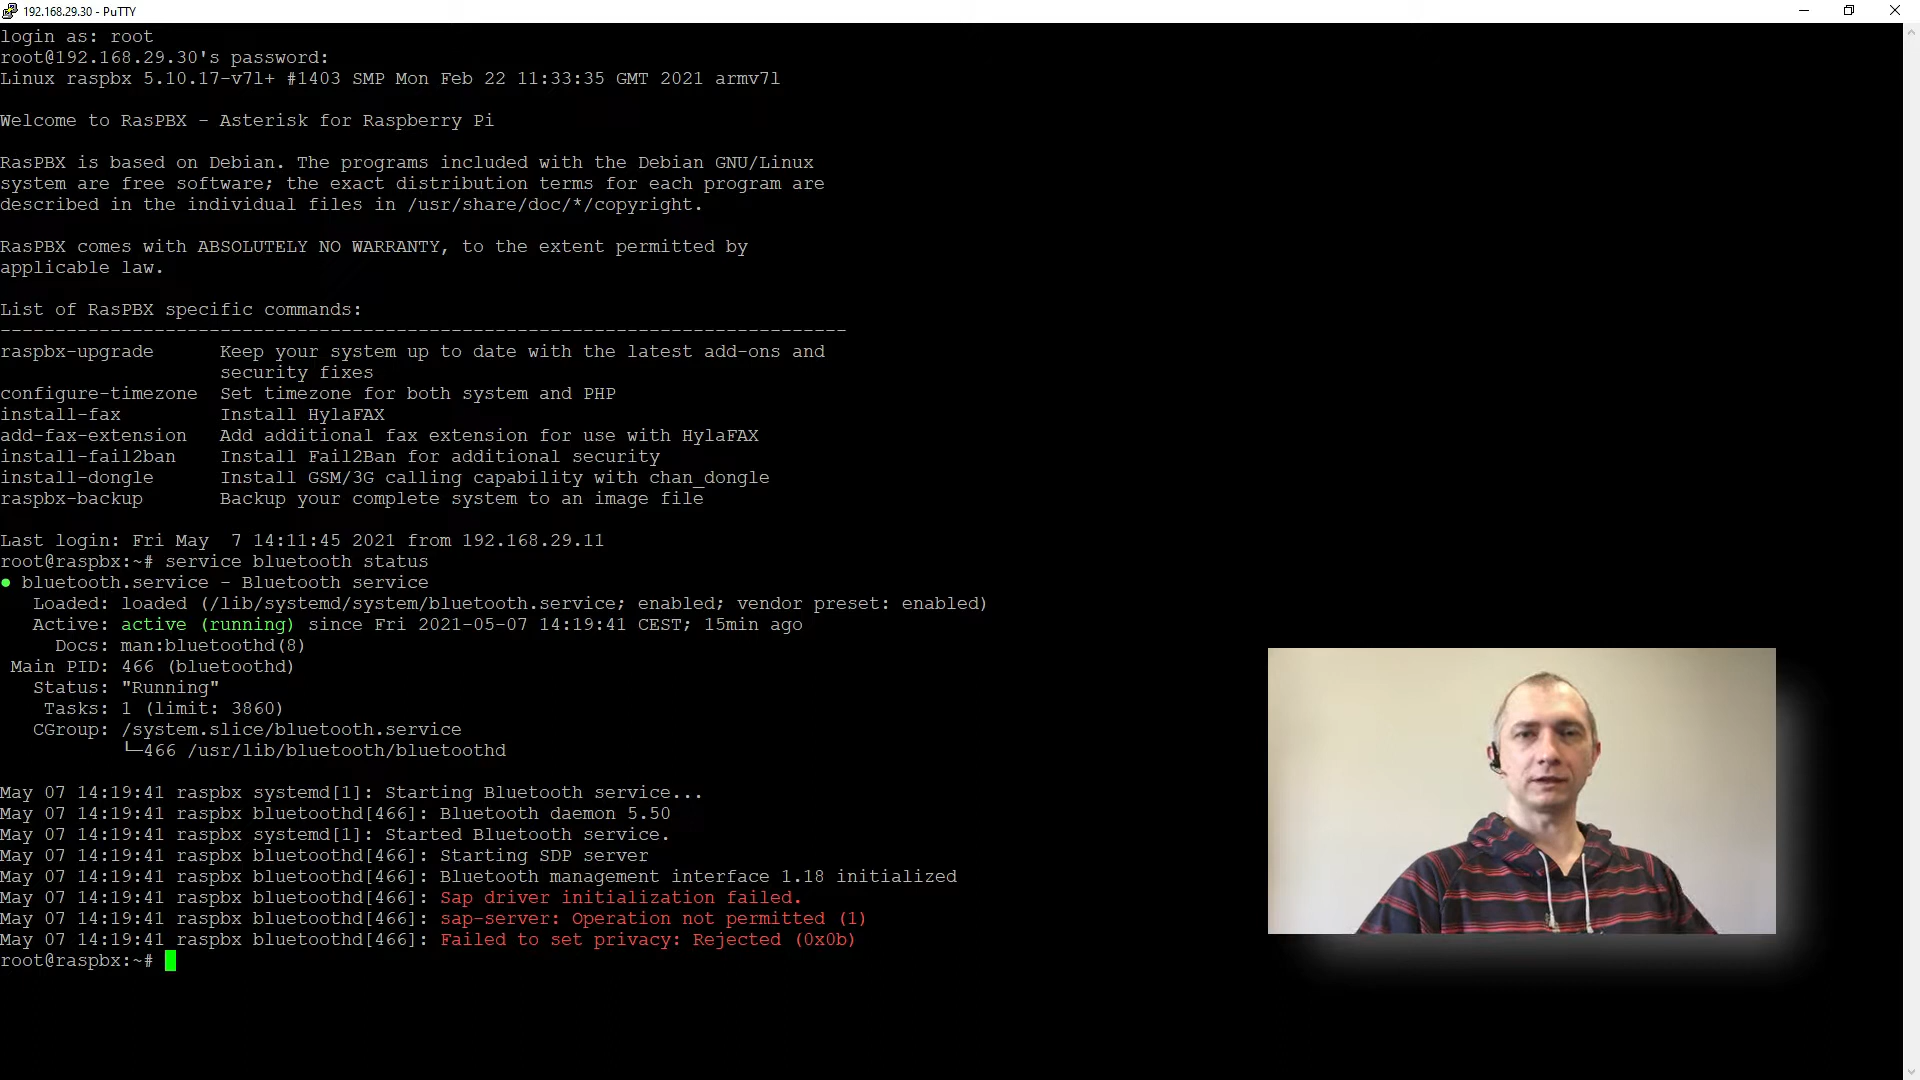 192.168.29.30 - PuTTY
login as: root
root@192.168.29.30's password:
Linux raspbx 5.10.17-v7l+ #1403 SMP Mon Feb 22 11:33:35 GMT 2021 armv7l
Welcome to RasPBX - Asterisk for Raspberry Pi
RasPBX is based on Debian. The programs included with the Debian GNU/Linux
system are free software; the exact distribution terms for each program are
described in the individual files in /usr/share/doc/*/copyright.
RasPBX comes with ABSOLUTELY NO WARRANTY, to the extent permitted by
applicable law.
List of RasPBX specific commands:
-----------------------------------------------------------------------------
raspbx-upgrade      Keep your system up to date with the latest add-ons and
                    security fixes
configure-timezone  Set timezone for both system and PHP
install-fax         Install HylaFAX
add-fax-extension   Add additional fax extension for use with HylaFAX
install-fail2ban    Install Fail2Ban for additional security
install-dongle      Install GSM/3G calling capability with chan_dongle
raspbx-backup       Backup your complete system to an image file
Last login: Fri May  7 14:11:45 2021 from 192.168.29.11
root@raspbx:~# service bluetooth status
● bluetooth.service - Bluetooth service
   Loaded: loaded (/lib/systemd/system/bluetooth.service; enabled; vendor preset: enabled)
   Active: active (running) since Fri 2021-05-07 14:19:41 CEST; 15min ago
     Docs: man:bluetoothd(8)
 Main PID: 466 (bluetoothd)
   Status: "Running"
    Tasks: 1 (limit: 3860)
   CGroup: /system.slice/bluetooth.service
           └─466 /usr/lib/bluetooth/bluetoothd
May 07 14:19:41 raspbx systemd[1]: Starting Bluetooth service...
May 07 14:19:41 raspbx bluetoothd[466]: Bluetooth daemon 5.50
May 07 14:19:41 raspbx systemd[1]: Started Bluetooth service.
May 07 14:19:41 raspbx bluetoothd[466]: Starting SDP server
May 07 14:19:41 raspbx bluetoothd[466]: Bluetooth management interface 1.18 initialized
May 07 14:19:41 raspbx bluetoothd[466]: Sap driver initialization failed.
May 07 14:19:41 raspbx bluetoothd[466]: sap-server: Operation not permitted (1)
May 07 14:19:41 raspbx bluetoothd[466]: Failed to set privacy: Rejected (0x0b)
root@raspbx:~#